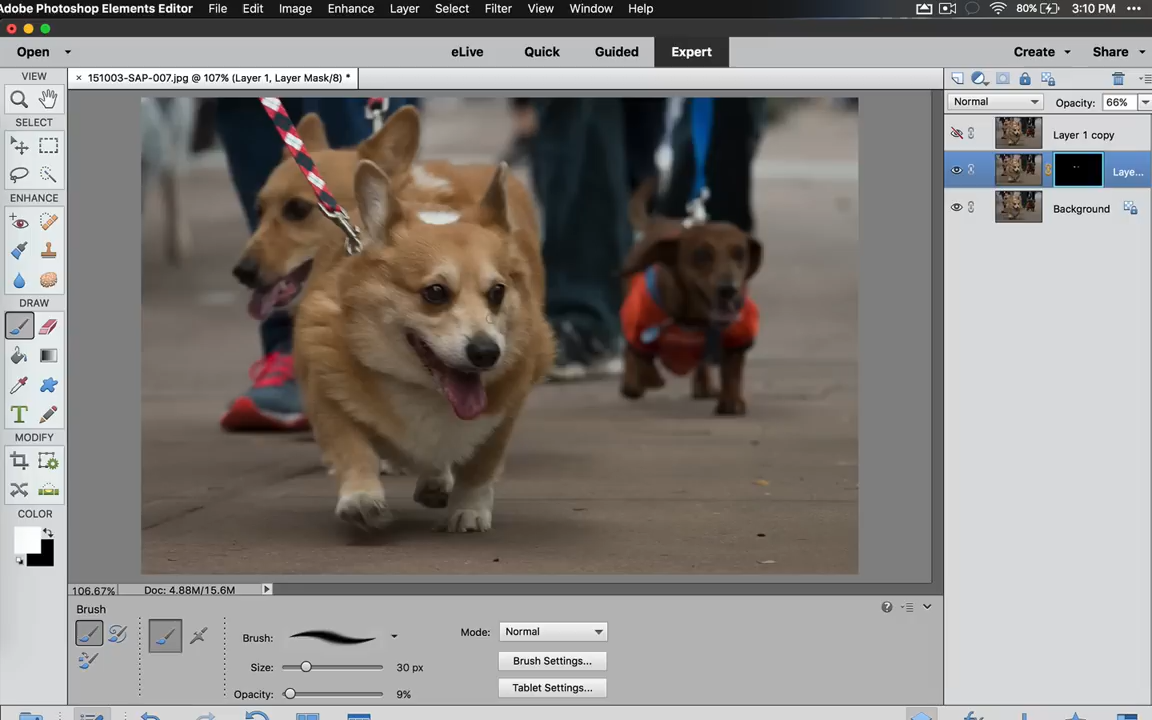 Adobe Photoshop Elements Editor File Edit Image Enhance Layer Select Filter View Window Help 80% 3:10 PM
Open eLive Quick Guided Expert Create Share
VIEW
× 151003-SAP-007.jpg @ 107% (Layer 1, Layer Mask/8) *
Normal Opacity: 66%
SELECT
Layer 1 copy
Laye...
ENHANCE
Background
DRAW
T
MODIFY
COLOR
106.67% Doc: 4.88M/15.6M
Brush
Brush: Mode: Normal
Size: 30 px Brush Settings...
Opacity: 9% Tablet Settings...